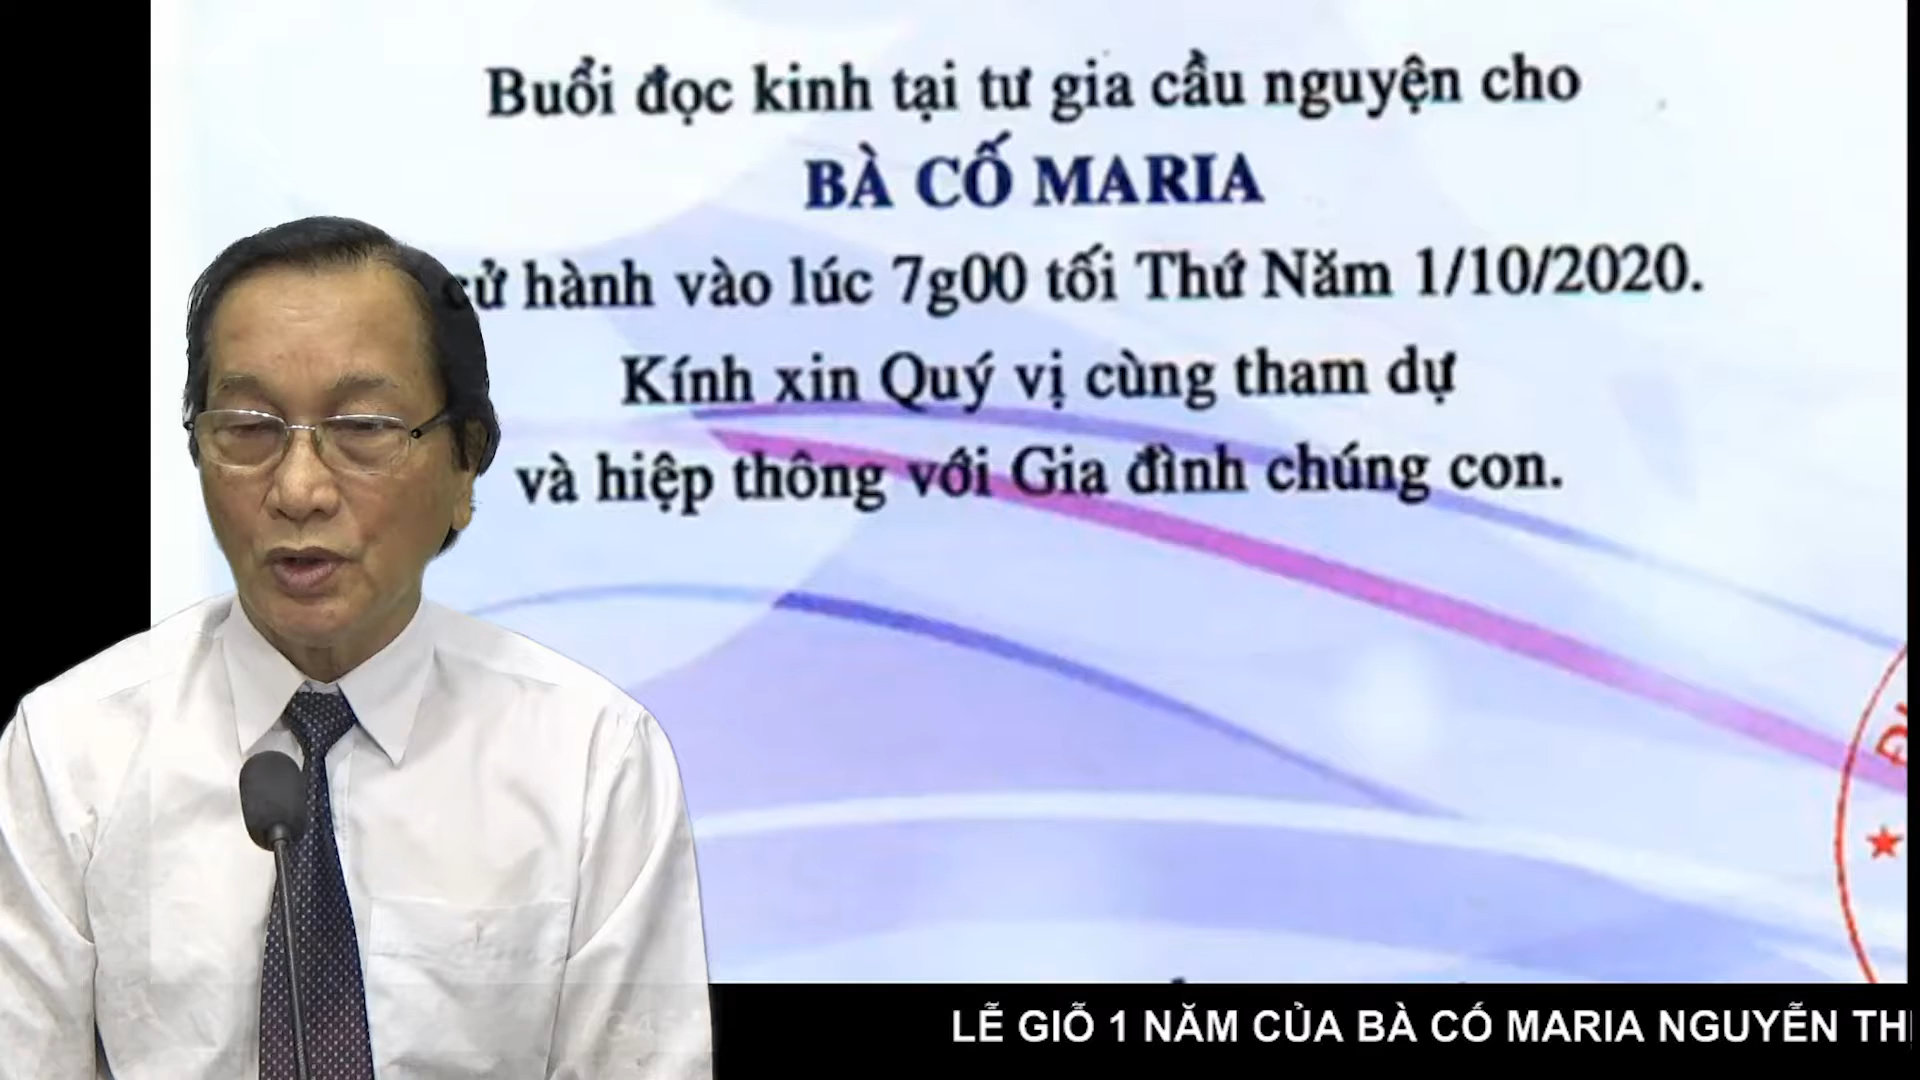 Buổi đọc kinh tại tư gia cầu nguyện cho
BÀ CỐ MARIA
cử hành vào lúc 7g00 tối Thứ Năm 1/10/2020.
Kính xin Quý vị cùng tham dự
và hiệp thông với Gia đình chúng con.
LỄ GIỖ 1 NĂM CỦA BÀ CỐ MARIA NGUYỄN